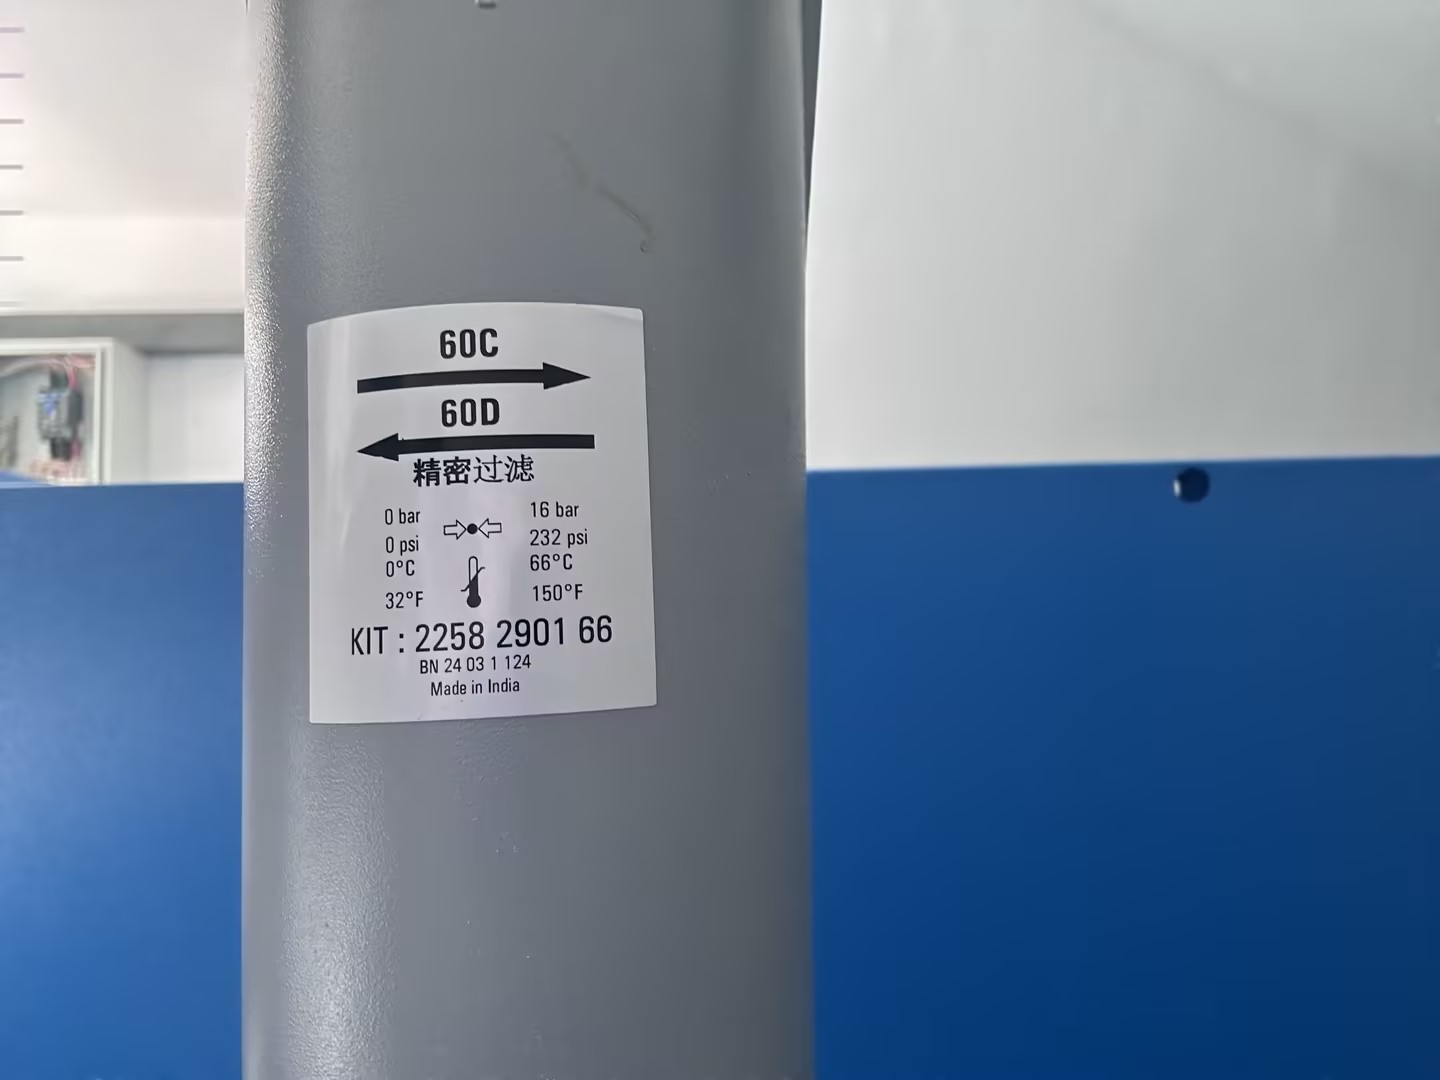 60C
60D
精密过滤
0 bar 16 bar
0 psi 232 psi
0°C 66°C
32°F 150°F
KIT : 2258 2901 66
BN 24 03 1 124
Made in India